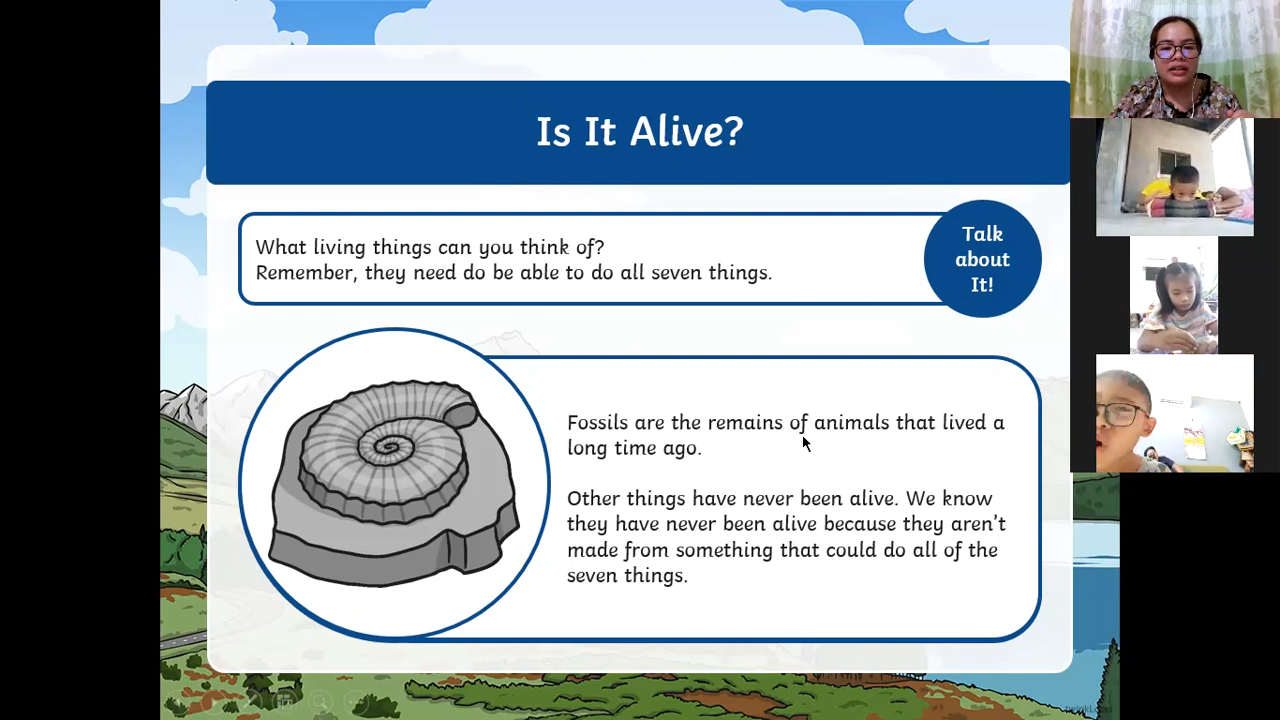 Is It Alive?
What living things can you think of?
Remember, they need do be able to do all seven things.
Talk
about
It!
Fossils are the remains of animals that lived a
long time ago.
Other things have never been alive. We know
they have never been alive because they aren't
made from something that could do all of the
seven things.